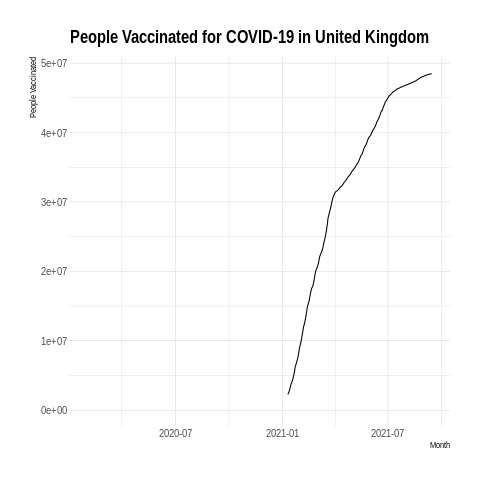 People Vaccinated for COVID-19 in United Kingdom
People Vaccinated
5e+07
4e+07
3e+07
2e+07
1e+07
0e+00
2020-07
2021-01
2021-07
Month